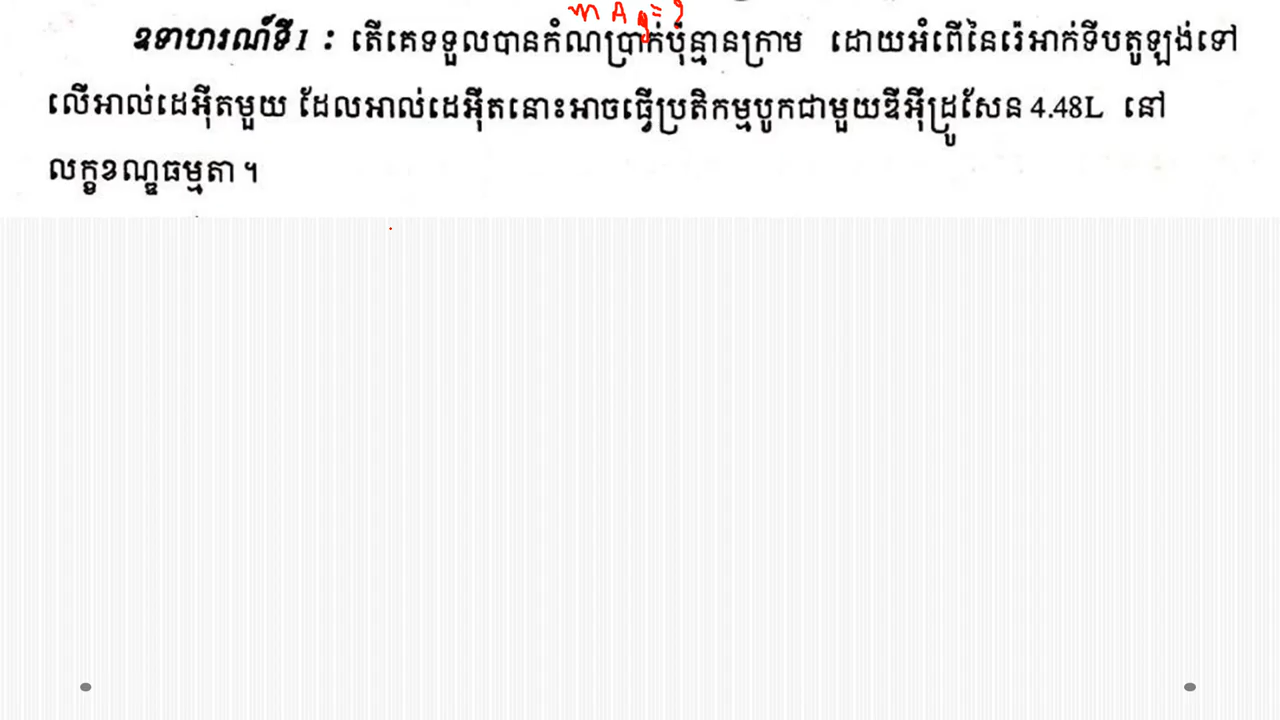 m Ag = ?
ឧទាហរណ៍ទី1 ៖ តើគេទទួលបានកំណប្រាក់ប៉ុន្មានក្រាម ដោយអំពើនៃរ៉េអាក់ទីបតូឡង់ទៅ
លើអាល់ដេអ៊ីតមួយ ដែលអាល់ដេអ៊ីតនោះអាចធ្វើប្រតិកម្មបូកជាមួយឌីអ៊ីដ្រូសែន 4.48L នៅ
លក្ខខណ្ឌធម្មតា ។